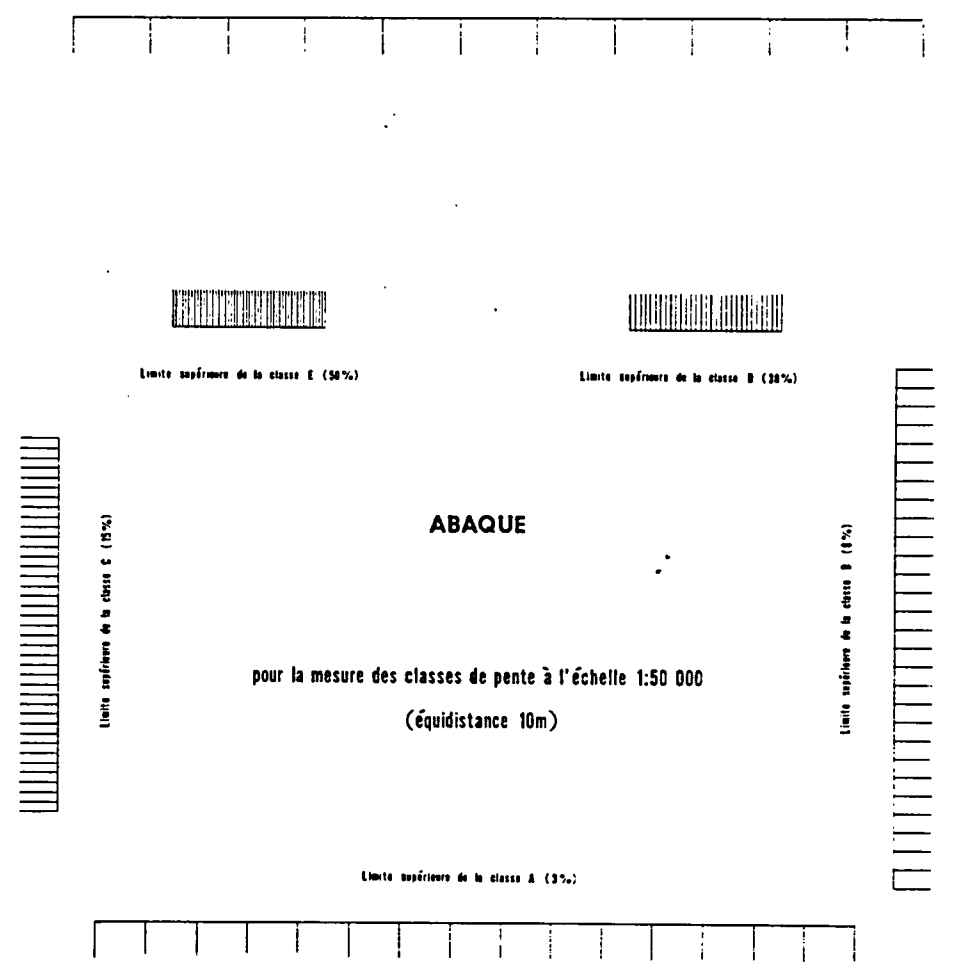 Limite supérieure de la classe E (50%)
Limite supérieure de la classe D (30%)
Limite supérieure de la classe C (15%)
ABAQUE
Limite supérieure de la classe B (8%)
pour la mesure des classes de pente à l'échelle 1:50 000
(équidistance 10m)
Limite supérieure de la classe A (3%)